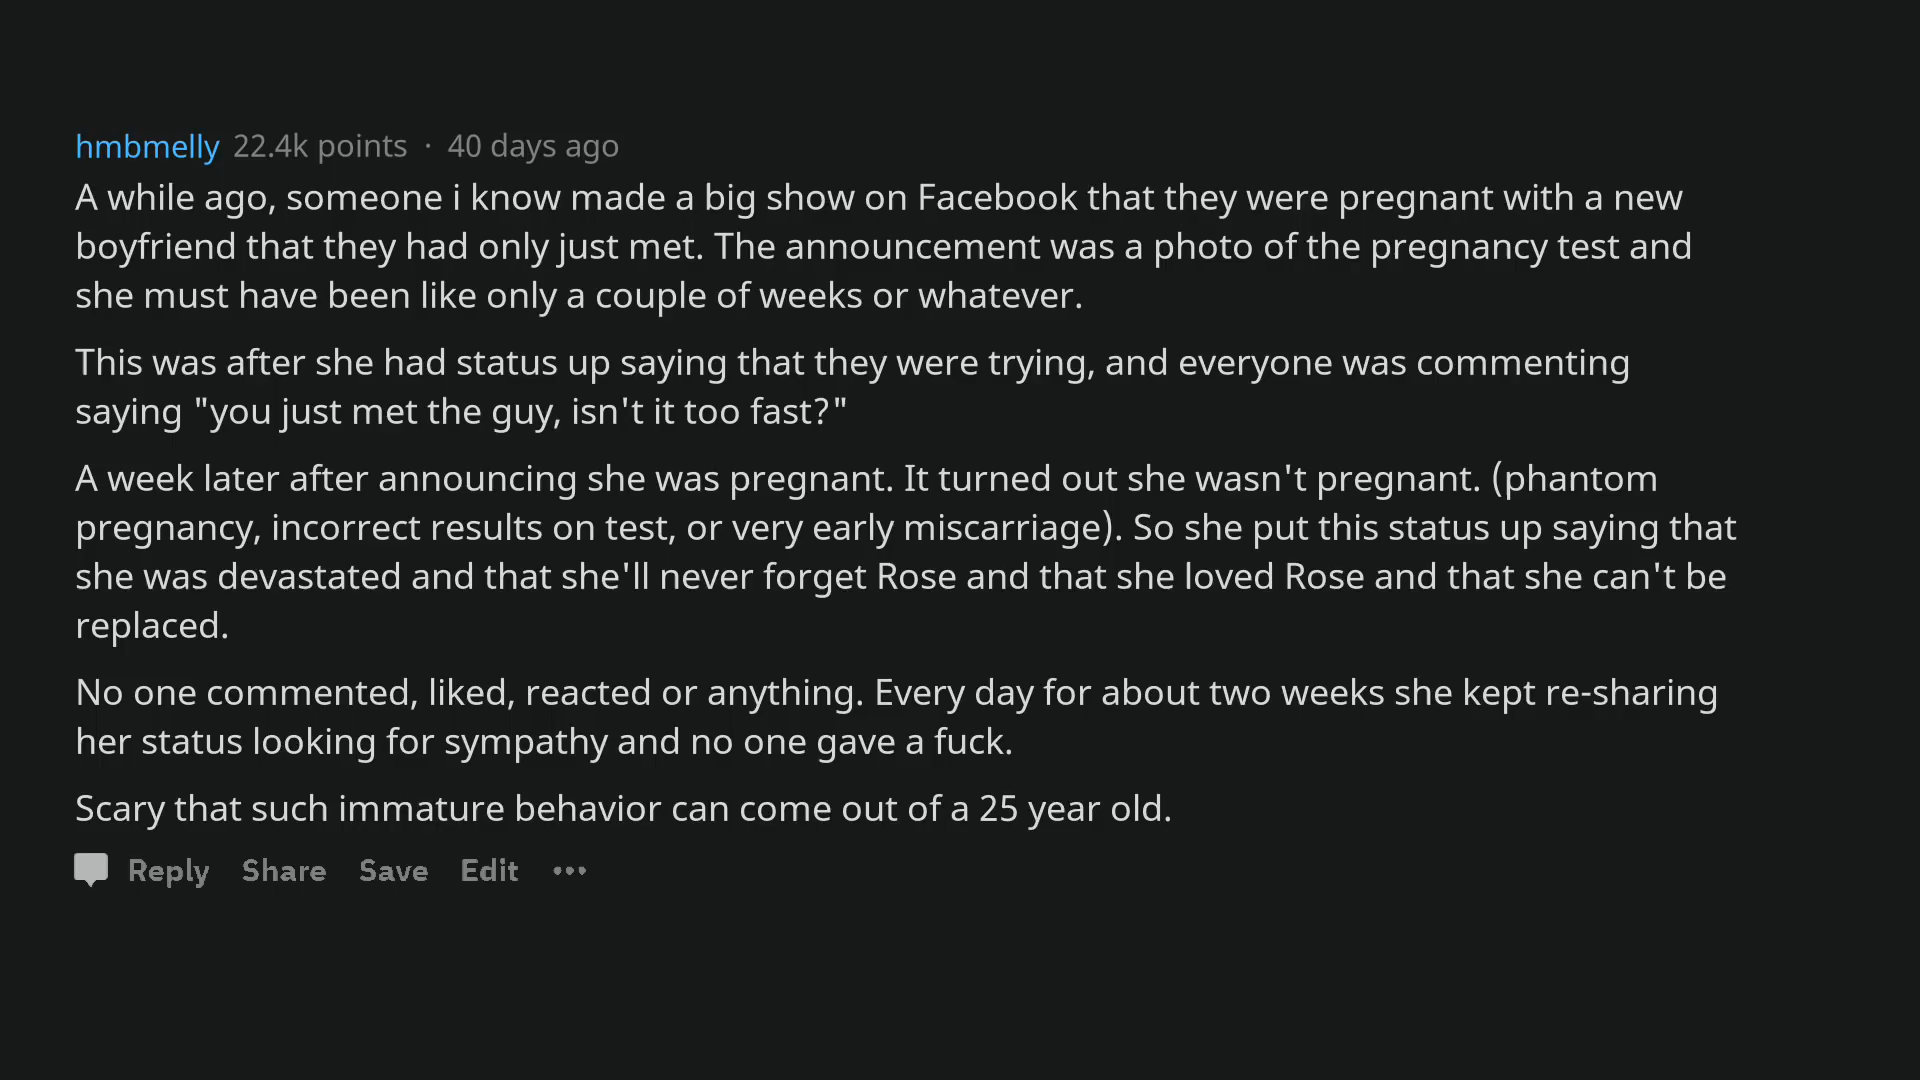 hmbmelly 22.4k points · 40 days ago
A while ago, someone i know made a big show on Facebook that they were pregnant with a new
boyfriend that they had only just met. The announcement was a photo of the pregnancy test and
she must have been like only a couple of weeks or whatever.
This was after she had status up saying that they were trying, and everyone was commenting
saying "you just met the guy, isn't it too fast?"
A week later after announcing she was pregnant. It turned out she wasn't pregnant. (phantom
pregnancy, incorrect results on test, or very early miscarriage). So she put this status up saying that
she was devastated and that she'll never forget Rose and that she loved Rose and that she can't be
replaced.
No one commented, liked, reacted or anything. Every day for about two weeks she kept re-sharing
her status looking for sympathy and no one gave a fuck.
Scary that such immature behavior can come out of a 25 year old.
Reply Share Save Edit •••